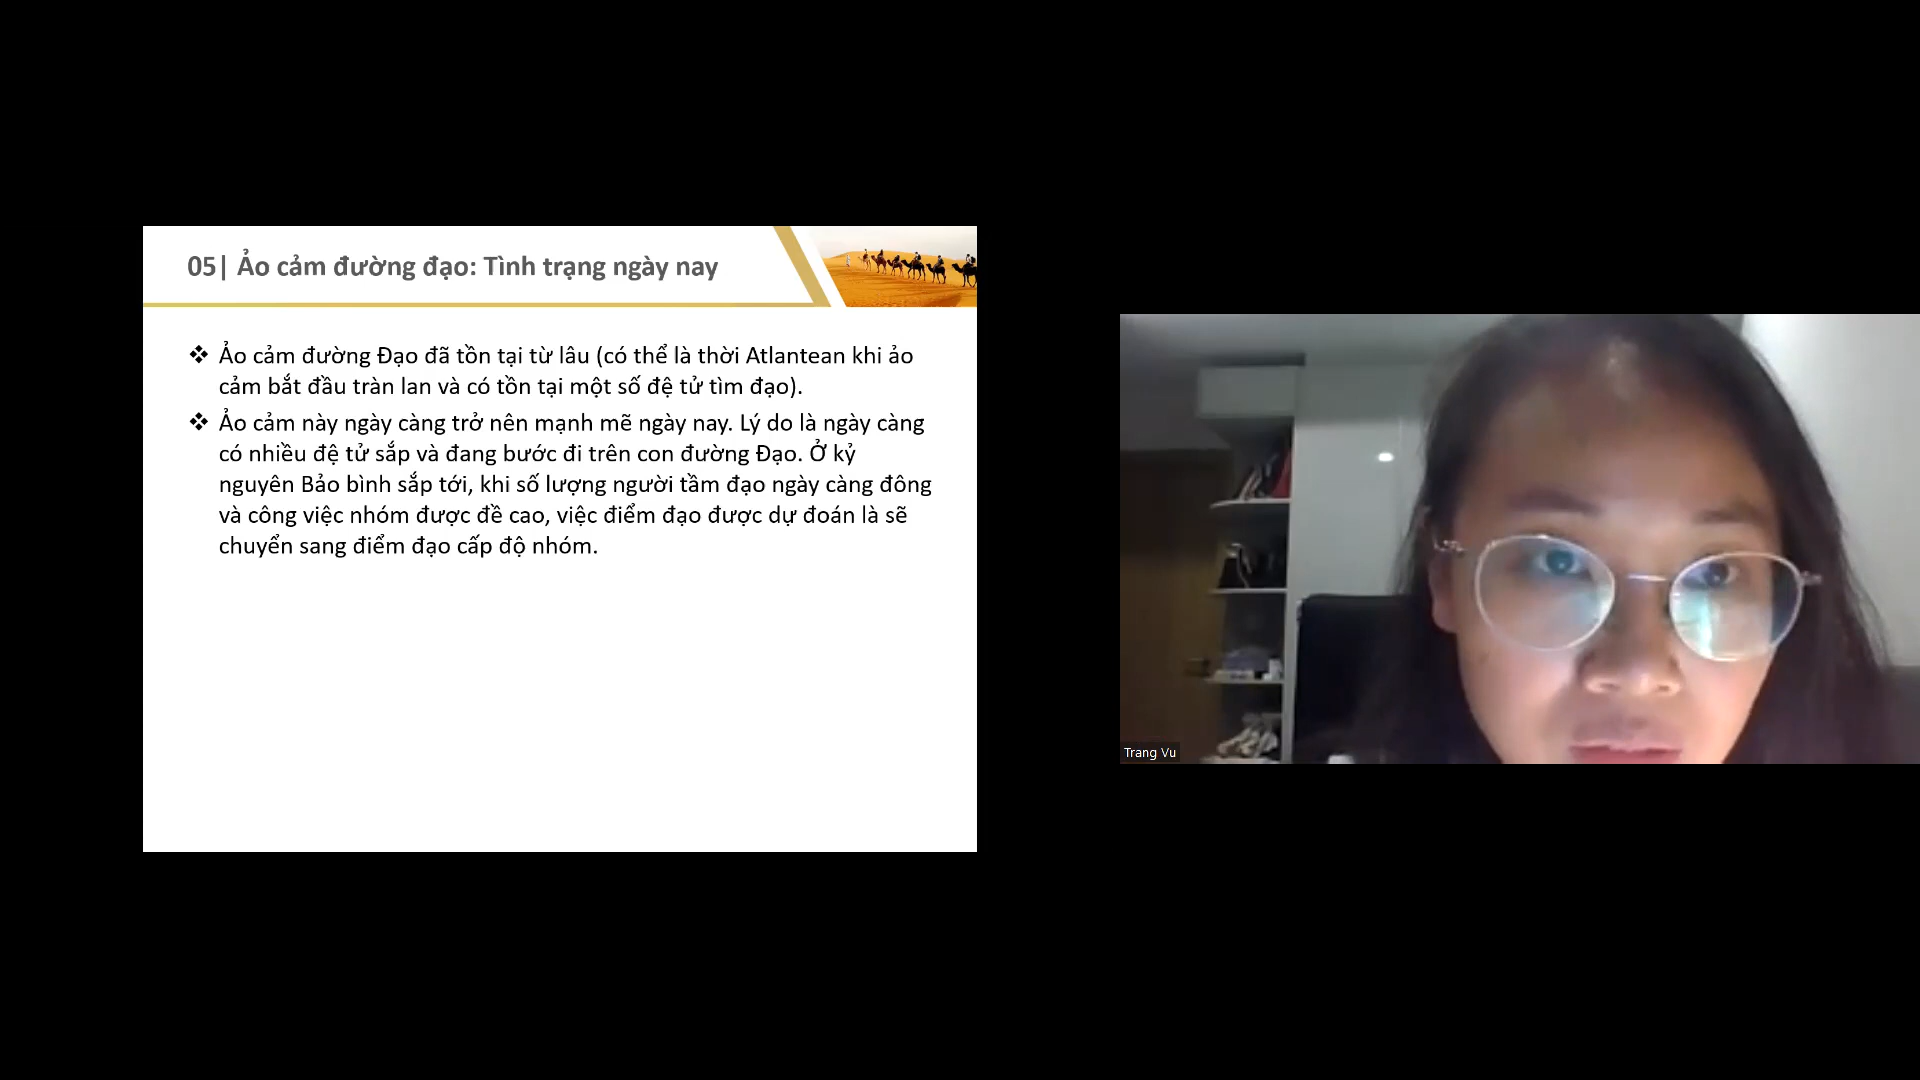 05| Ảo cảm đường đạo: Tình trạng ngày nay
❖ Ảo cảm đường Đạo đã tồn tại từ lâu (có thể là thời Atlantean khi ảo
cảm bắt đầu tràn lan và có tồn tại một số đệ tử tìm đạo).
❖ Ảo cảm này ngày càng trở nên mạnh mẽ ngày nay. Lý do là ngày càng
có nhiều đệ tử sắp và đang bước đi trên con đường Đạo. Ở kỷ
nguyên Bảo bình sắp tới, khi số lượng người tầm đạo ngày càng đông
và công việc nhóm được đề cao, việc điểm đạo được dự đoán là sẽ
chuyển sang điểm đạo cấp độ nhóm.
Trang Vu